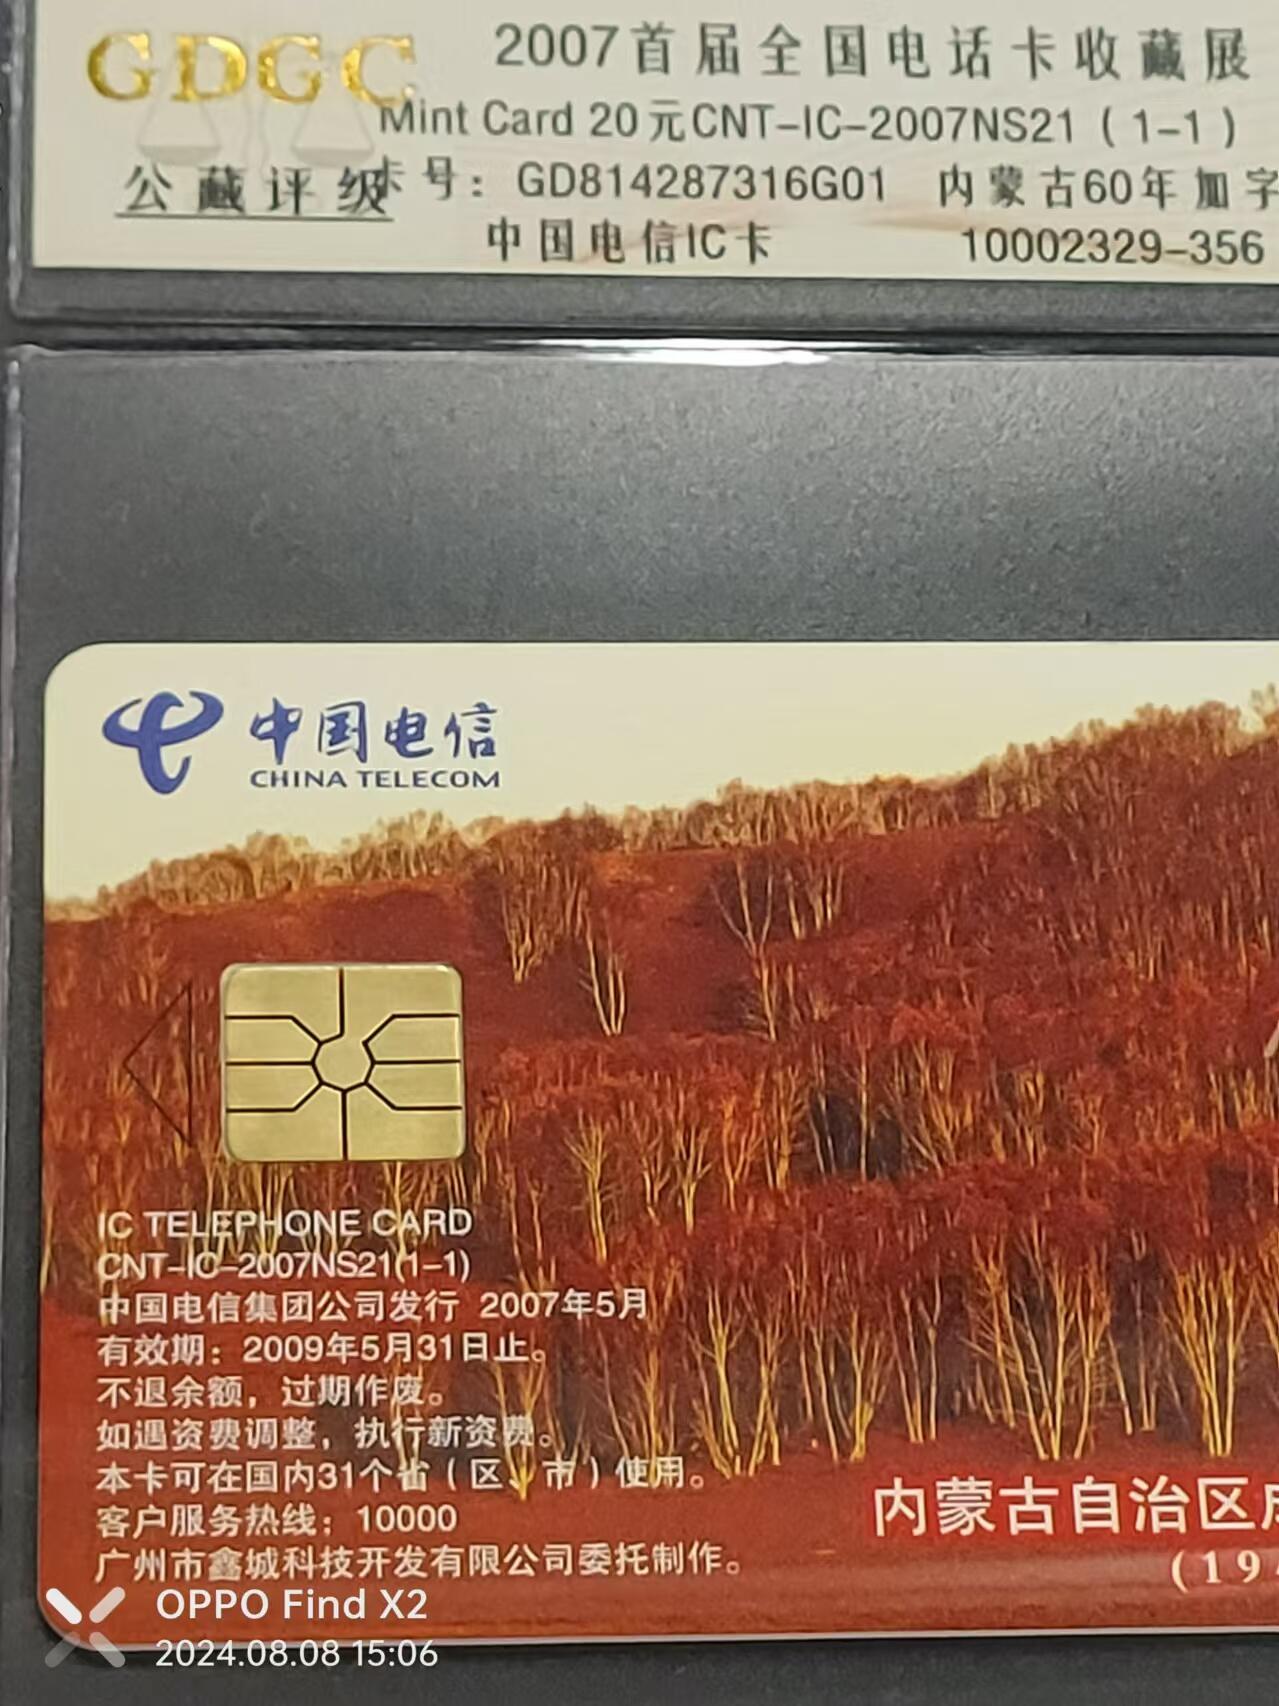 GDGC
公藏评级
2007首届全国电话卡收藏展
Mint Card 20元CNT-IC-2007NS21（1-1）
卡号：GD814287316G01 内蒙古60年加字
中国电信IC卡 10002329-356
中国电信
CHINA TELECOM
IC TELEPHONE CARD
CNT-IC-2007NS21(1-1)
中国电信集团公司发行 2007年5月
有效期：2009年5月31日止。
不退余额，过期作废。
如遇资费调整，执行新资费。
本卡可在国内31个省（区、市）使用。
客户服务热线：10000
广州市鑫城科技开发有限公司委托制作。
内蒙古自治区
(19
OPPO Find X2
2024.08.08 15:06